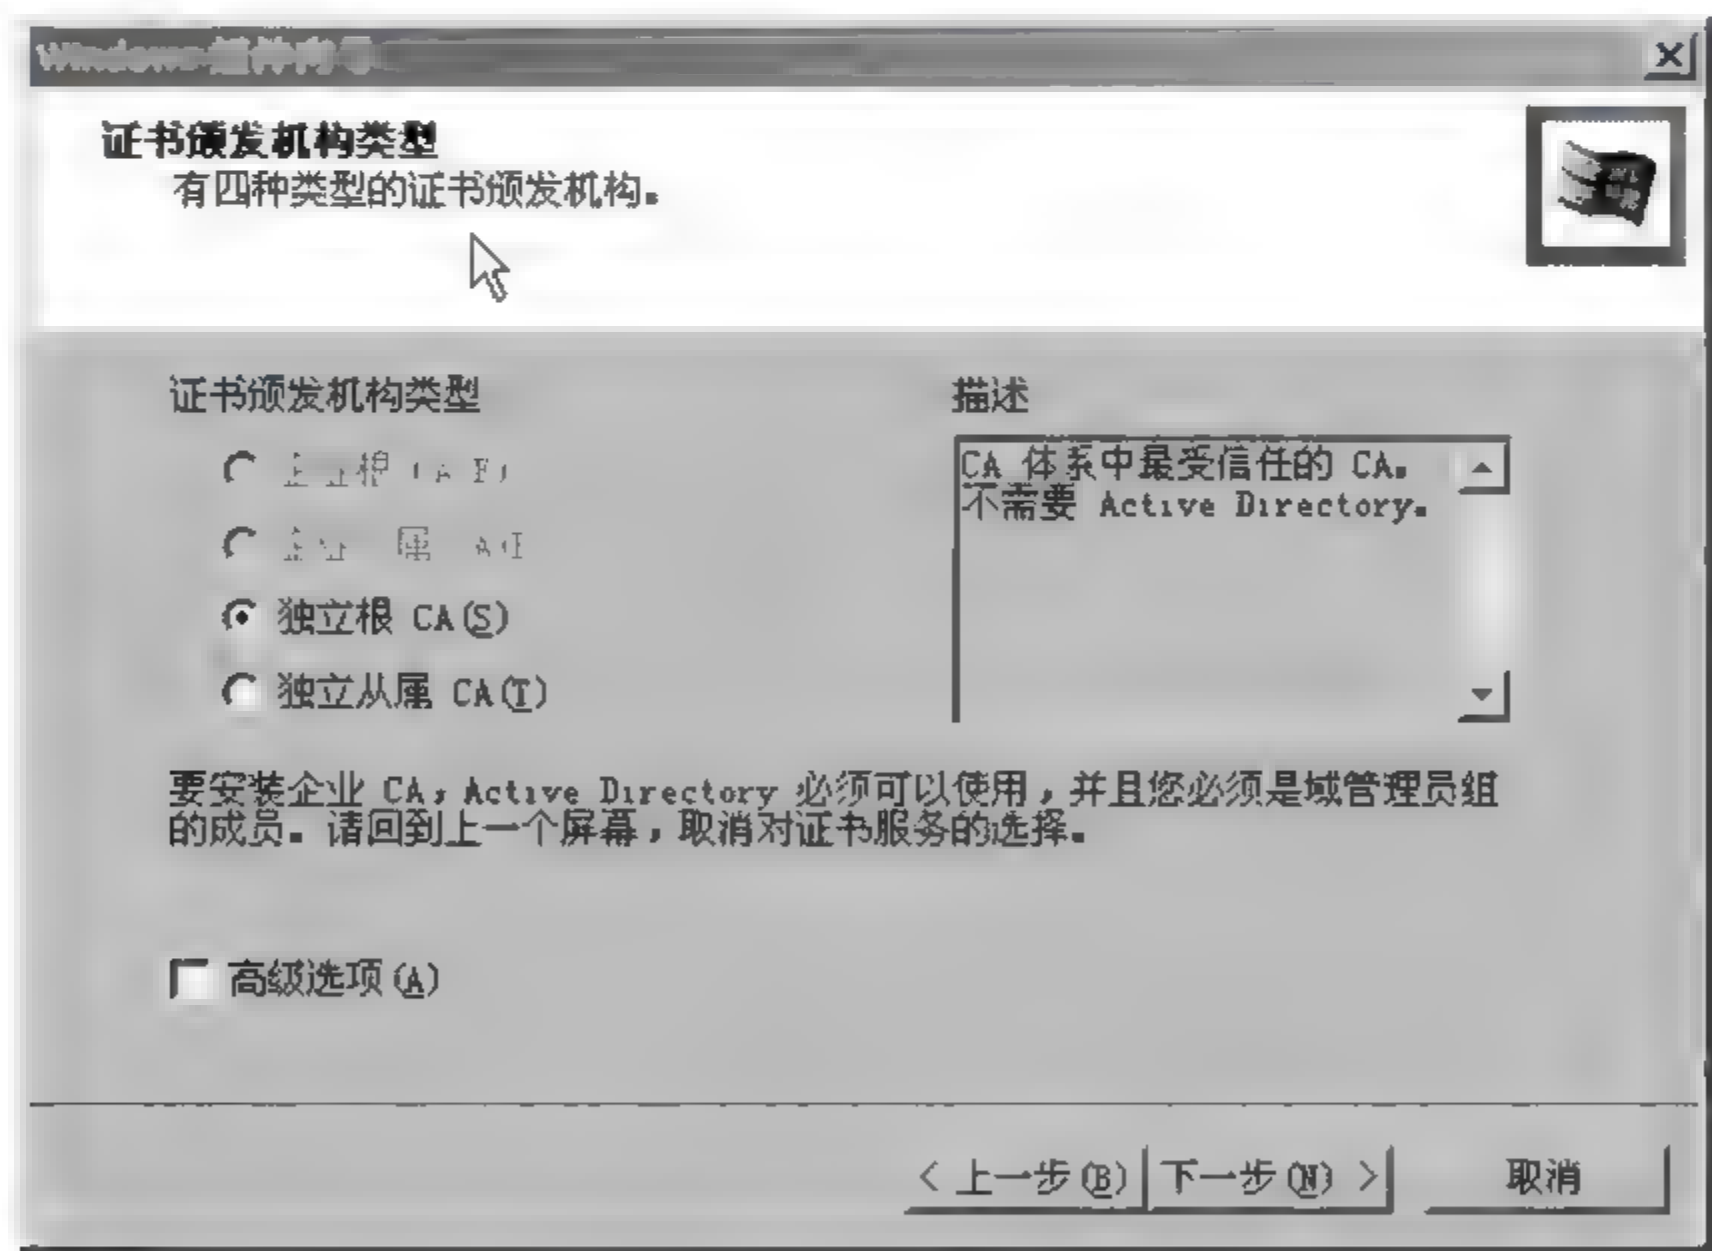 Windows 组件向导
证书颁发机构类型
有四种类型的证书颁发机构。
证书颁发机构类型
描述
CA 体系中最受信任的 CA。
不需要 Active Directory。
独立根 CA(S)
独立从属 CA(T)
要安装企业 CA，Active Directory 必须可以使用，并且您必须是域管理员组
的成员。请回到上一个屏幕，取消对证书服务的选择。
高级选项(A)
< 上一步(B)
下一步(N) >
取消